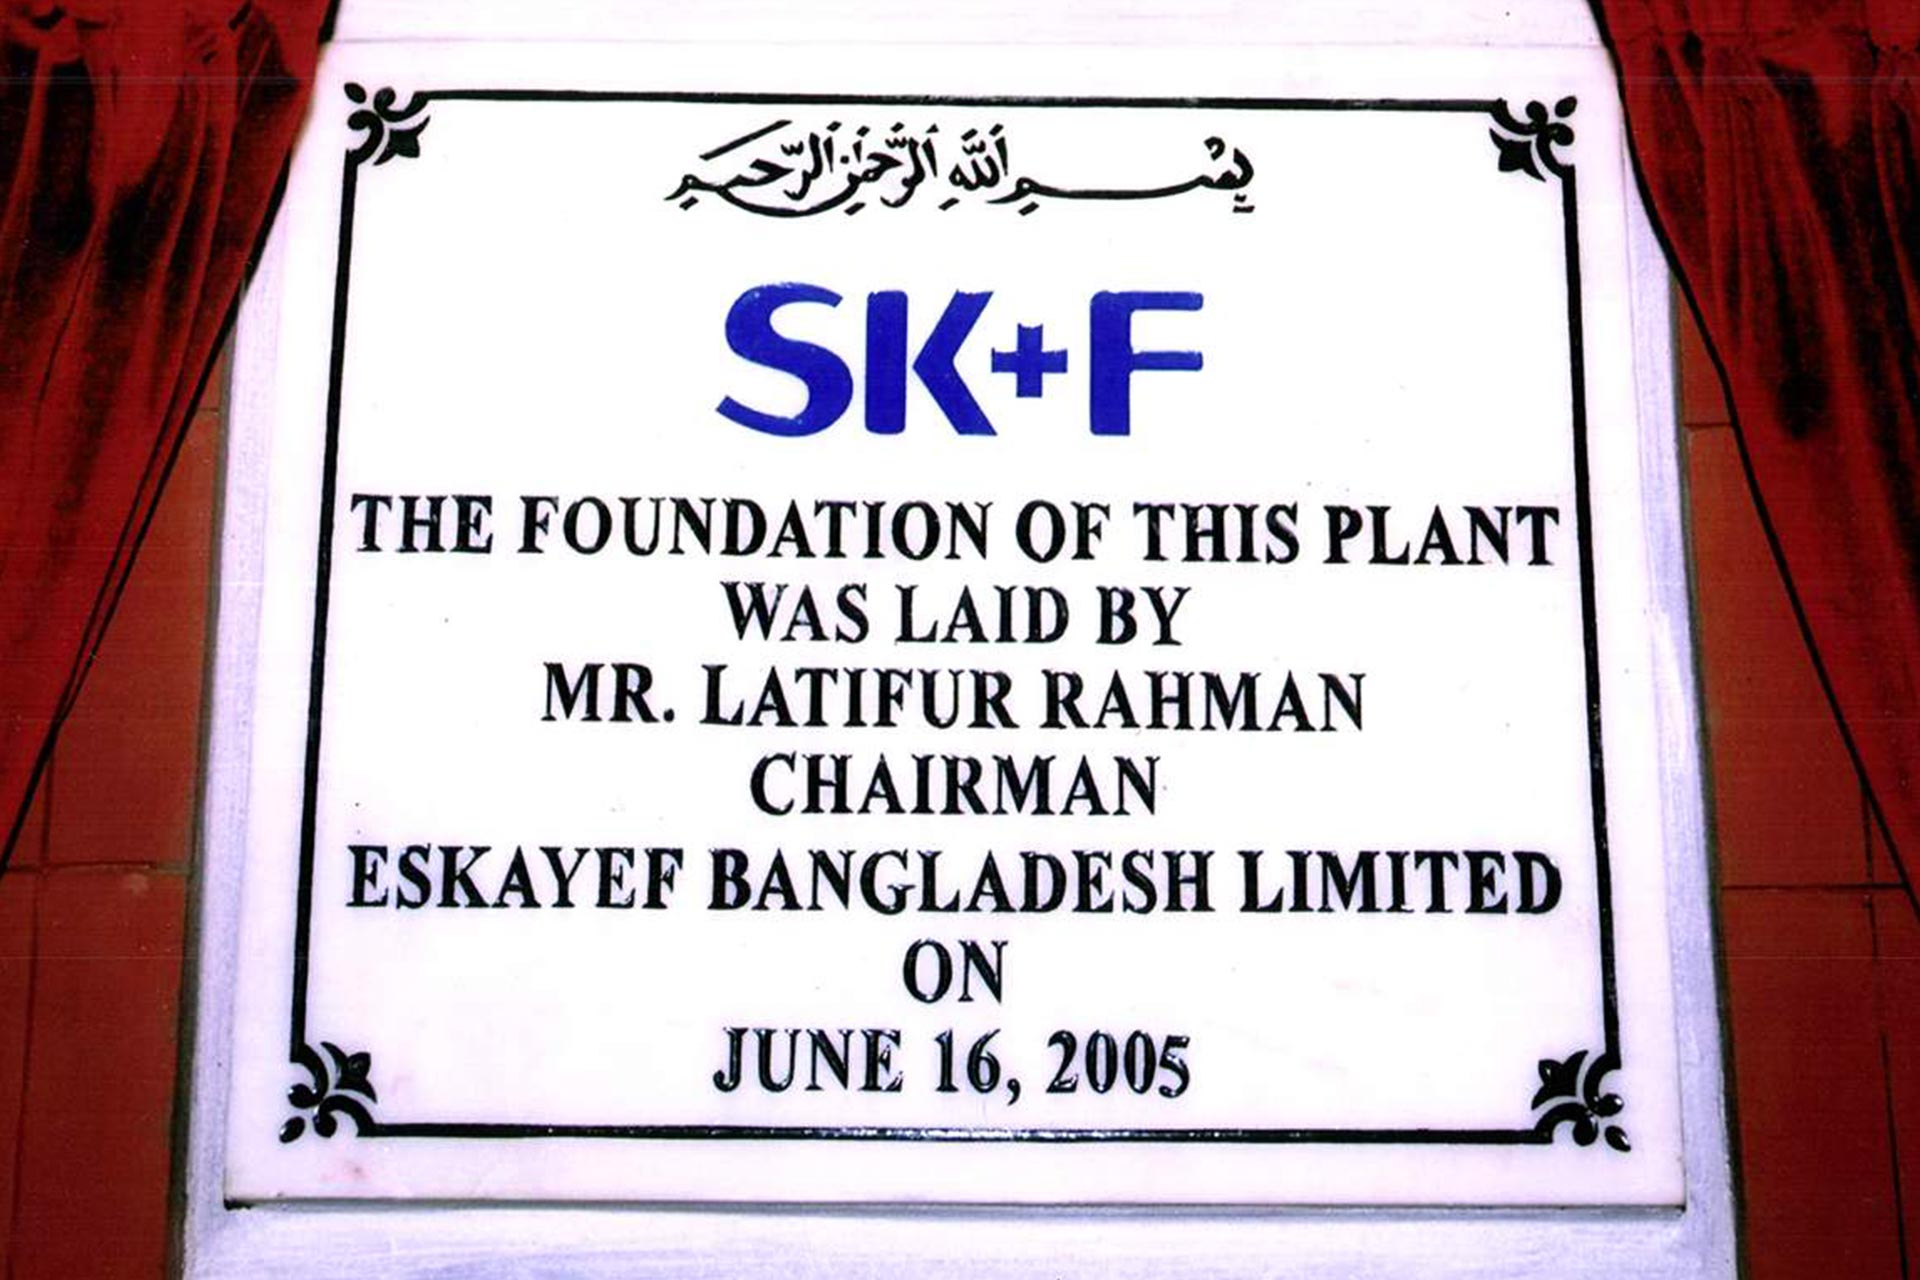 بِسْمِ اللَّهِ الرَّحْمَٰنِ الرَّحِيمِ
SK+F
THE FOUNDATION OF THIS PLANT
WAS LAID BY
MR. LATIFUR RAHMAN
CHAIRMAN
ESKAYEF BANGLADESH LIMITED
ON
JUNE 16, 2005